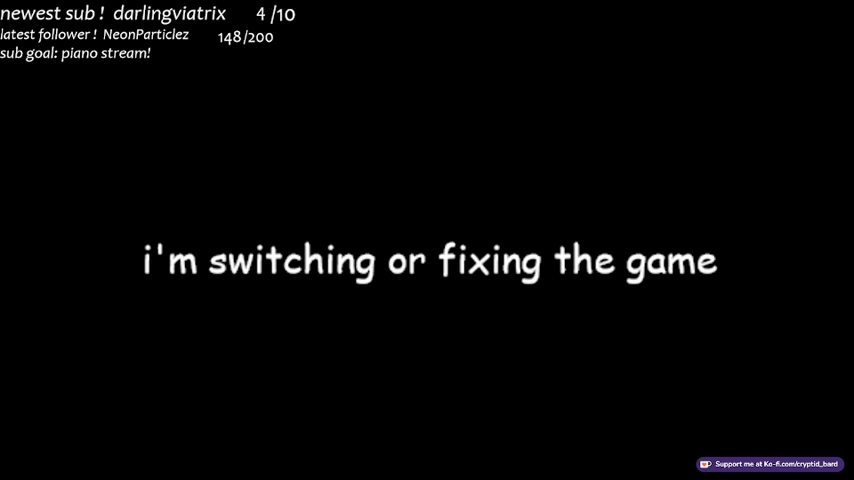 newest sub ! darlingviatrix 4 /10
latest follower ! NeonParticlez 148/200
sub goal: piano stream!
i'm switching or fixing the game
Support me at Ko-fi.com/cryptid_bard